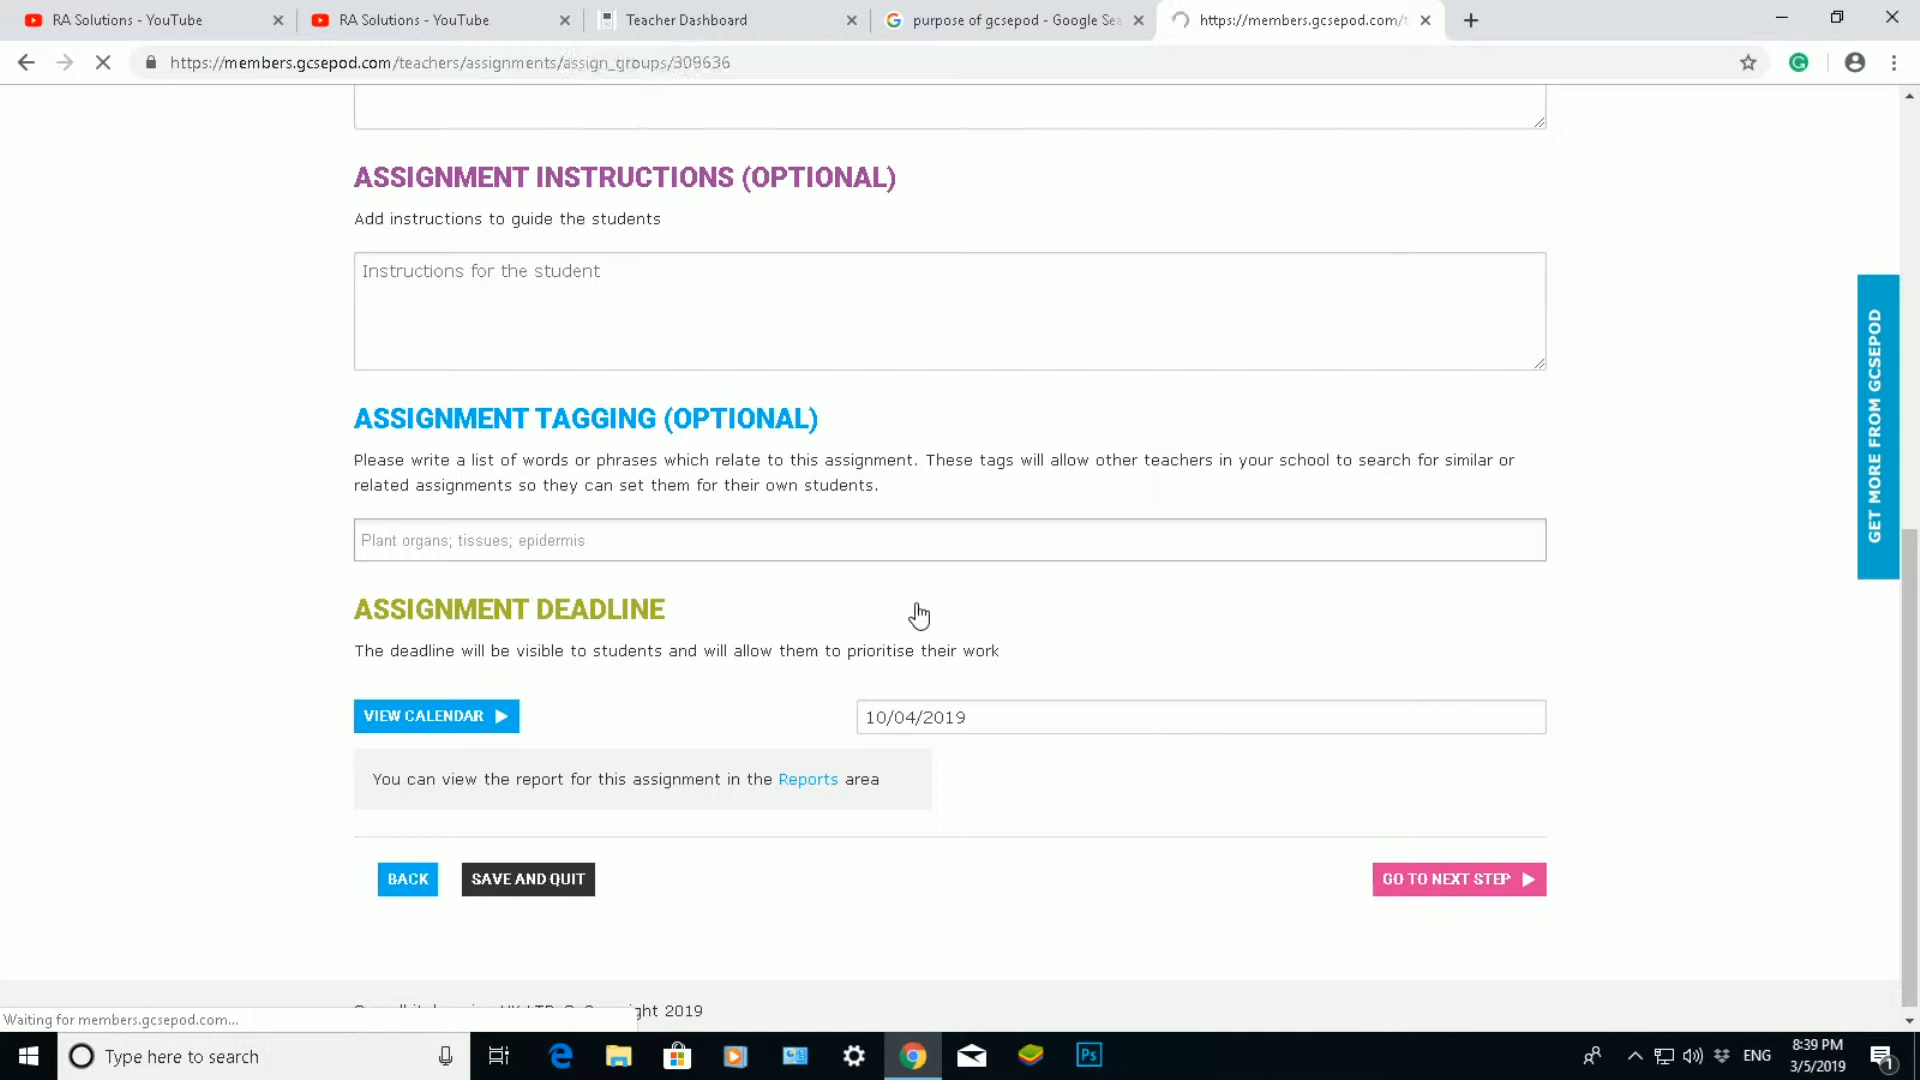 RA Solutions - YouTube
RA Solutions - YouTube
Teacher Dashboard
purpose of gcsepod - Google Sea
https://members.gcsepod.com/t
https://members.gcsepod.com/teachers/assignments/assign_groups/309636
ASSIGNMENT INSTRUCTIONS (OPTIONAL)
Add instructions to guide the students
Instructions for the student
ASSIGNMENT TAGGING (OPTIONAL)
Please write a list of words or phrases which relate to this assignment. These tags will allow other teachers in your school to search for similar or
related assignments so they can set them for their own students.
Plant organs; tissues; epidermis
ASSIGNMENT DEADLINE
The deadline will be visible to students and will allow them to prioritise their work
VIEW CALENDAR
10/04/2019
You can view the report for this assignment in the Reports area
BACK
SAVE AND QUIT
GO TO NEXT STEP
GET MORE FROM GCSEPOD
ght 2019
Waiting for members.gcsepod.com...
Type here to search
Ps
ENG
8:39 PM
3/5/2019
1